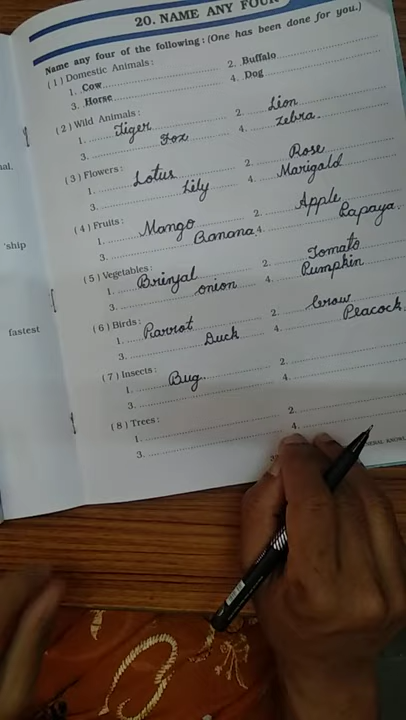 20. NAME ANY FOUR
Name any four of the following : (One has been done for you.)
( 1 ) Domestic Animals :
1. Cow 2. Buffalo
3. Horse 4. Dog
( 2 ) Wild Animals :
1. Tiger 2. Lion
3. Fox 4. Zebra.
( 3 ) Flowers :
1. Lotus 2. Rose
3. Lily 4. Marigold
( 4 ) Fruits :
1. Mango 2. Apple
3. Banana 4. Papaya.
( 5 ) Vegetables :
1. Brinjal 2. Tomato
3. onion 4. Pumpkin
( 6 ) Birds :
1. Parrot 2. Crow
3. Duck 4. Peacock.
( 7 ) Insects :
1. Bug. 2.
3. 4.
( 8 ) Trees :
1. 2.
3. 4.
nal.
'ship
fastest